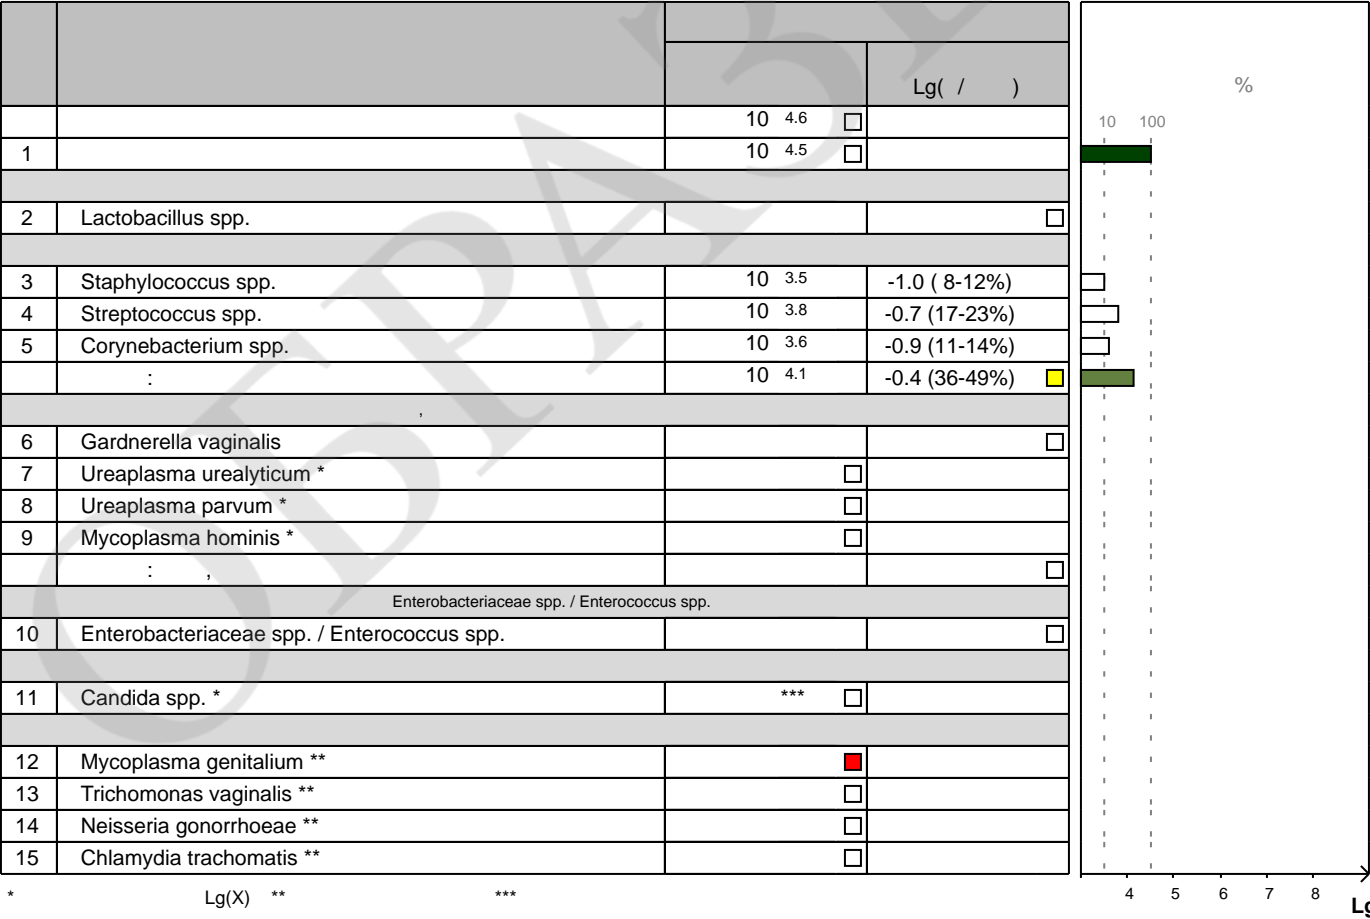 Lg( / )
%
10 4.6
10 100
1 10 4.5
2 Lactobacillus spp.
3 Staphylococcus spp. 10 3.5 -1.0 ( 8-12%)
4 Streptococcus spp. 10 3.8 -0.7 (17-23%)
5 Corynebacterium spp. 10 3.6 -0.9 (11-14%)
: 10 4.1 -0.4 (36-49%)
,
6 Gardnerella vaginalis
7 Ureaplasma urealyticum *
8 Ureaplasma parvum *
9 Mycoplasma hominis *
: ,
Enterobacteriaceae spp. / Enterococcus spp.
10 Enterobacteriaceae spp. / Enterococcus spp.
11 Candida spp. * ***
12 Mycoplasma genitalium **
13 Trichomonas vaginalis **
14 Neisseria gonorrhoeae **
15 Chlamydia trachomatis **
* Lg(X) ** ***
4 5 6 7 8
Lg
ОБРАЗ